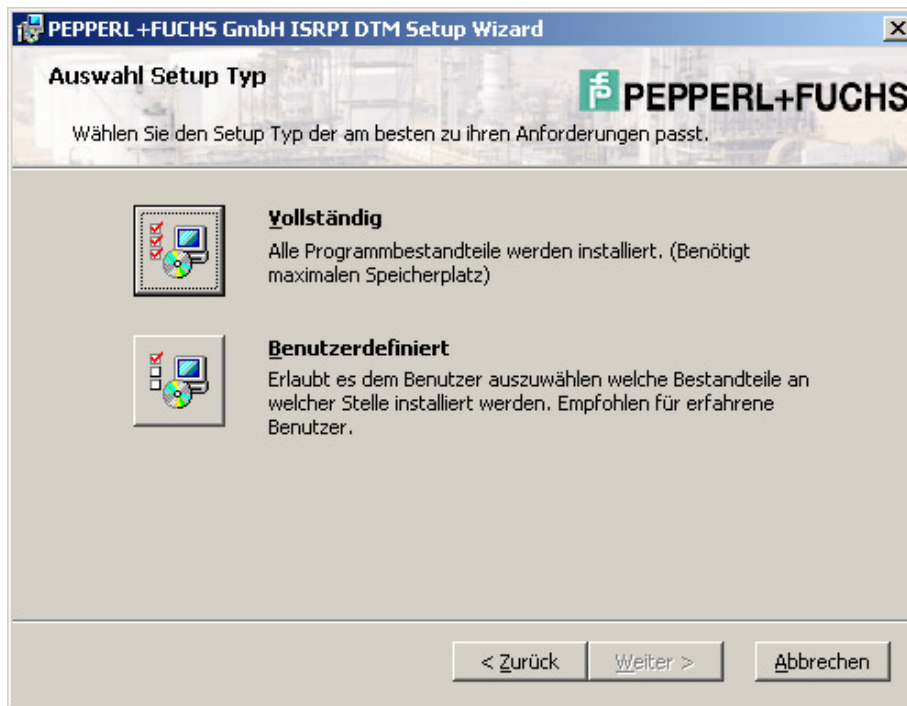 PEPPERL+FUCHS GmbH ISRPI DTM Setup Wizard
Auswahl Setup Typ
PEPPERL+FUCHS
Wählen Sie den Setup Typ der am besten zu ihren Anforderungen passt.
Vollständig
Alle Programmbestandteile werden installiert. (Benötigt
maximalen Speicherplatz)
Benutzerdefiniert
Erlaubt es dem Benutzer auszuwählen welche Bestandteile an
welcher Stelle installiert werden. Empfohlen für erfahrene
Benutzer.
< Zurück
Weiter >
Abbrechen